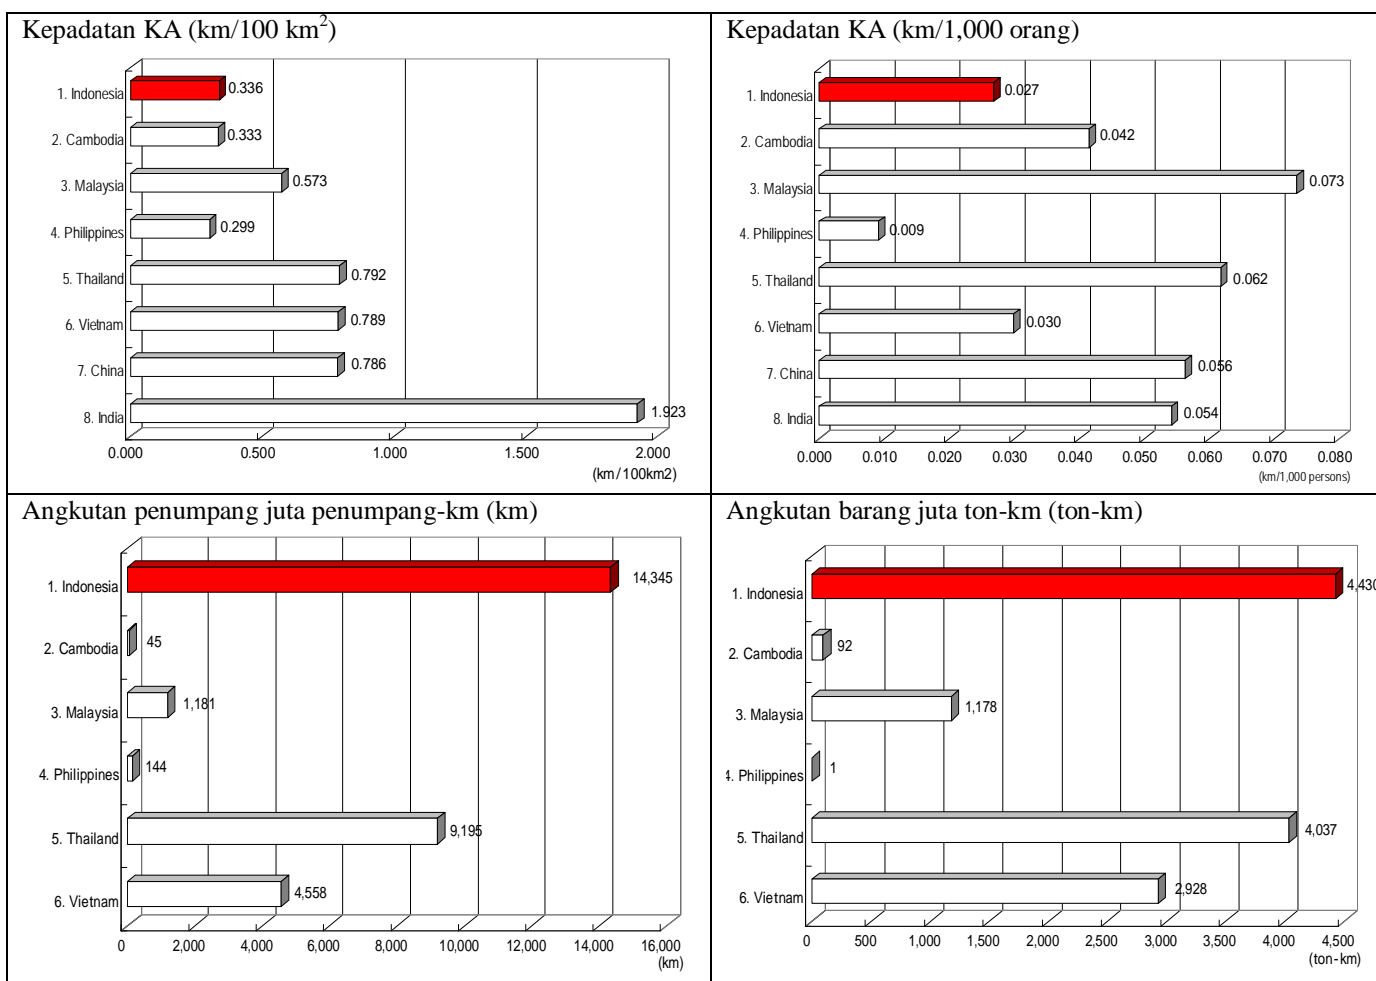 Kepadatan KA (km/100 km²)
1. Indonesia 0.336
2. Cambodia 0.333
3. Malaysia 0.573
4. Philippines 0.299
5. Thailand 0.792
6. Vietnam 0.789
7. China 0.786
8. India 1.923
0.000 0.500 1.000 1.500 2.000
(km/100km2)
Kepadatan KA (km/1,000 orang)
1. Indonesia 0.027
2. Cambodia 0.042
3. Malaysia 0.073
4. Philippines 0.009
5. Thailand 0.062
6. Vietnam 0.030
7. China 0.056
8. India 0.054
0.000 0.010 0.020 0.030 0.040 0.050 0.060 0.070 0.080
(km/1,000 persons)
Angkutan penumpang juta penumpang-km (km)
1. Indonesia 14,345
2. Cambodia 45
3. Malaysia 1,181
4. Philippines 144
5. Thailand 9,195
6. Vietnam 4,558
0 2,000 4,000 6,000 8,000 10,000 12,000 14,000 16,000
(km)
Angkutan barang juta ton-km (ton-km)
1. Indonesia 4,430
2. Cambodia 92
3. Malaysia 1,178
4. Philippines 1
5. Thailand 4,037
6. Vietnam 2,928
0 500 1,000 1,500 2,000 2,500 3,000 3,500 4,000 4,500
(ton-km)